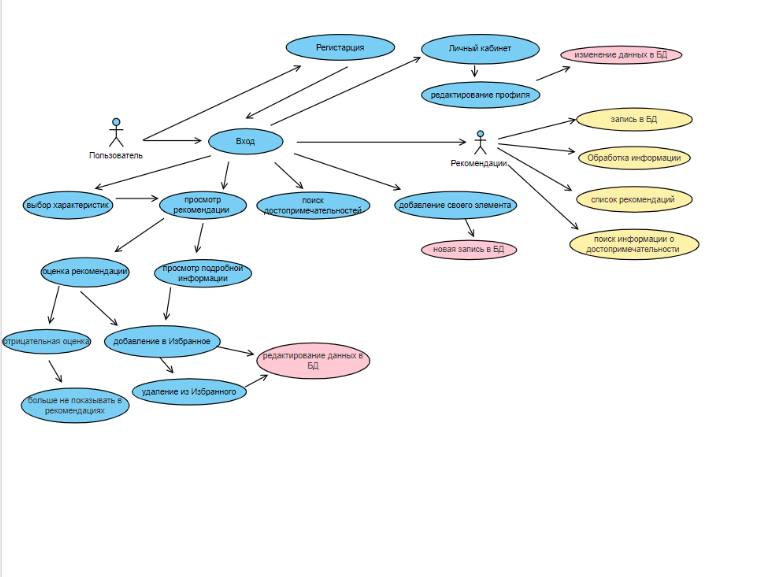 Регистарция
Личный кабинет
изменение данных в БД
редактирование профиля
запись в БД
Пользователь
Вход
Рекомендации
Обработка информации
выбор характеристик
просмотр
рекомендации
поиск
достопримечательностей
добавление своего элемента
список рекомендаций
новая запись в БД
поиск информации о
достопримечательности
оценка рекомендации
просмотр подробной
информации
отрицательная оценка
добавление в Избранное
редактирование данных в
БД
больше не показывать в
рекомендациях
удаление из Избранного